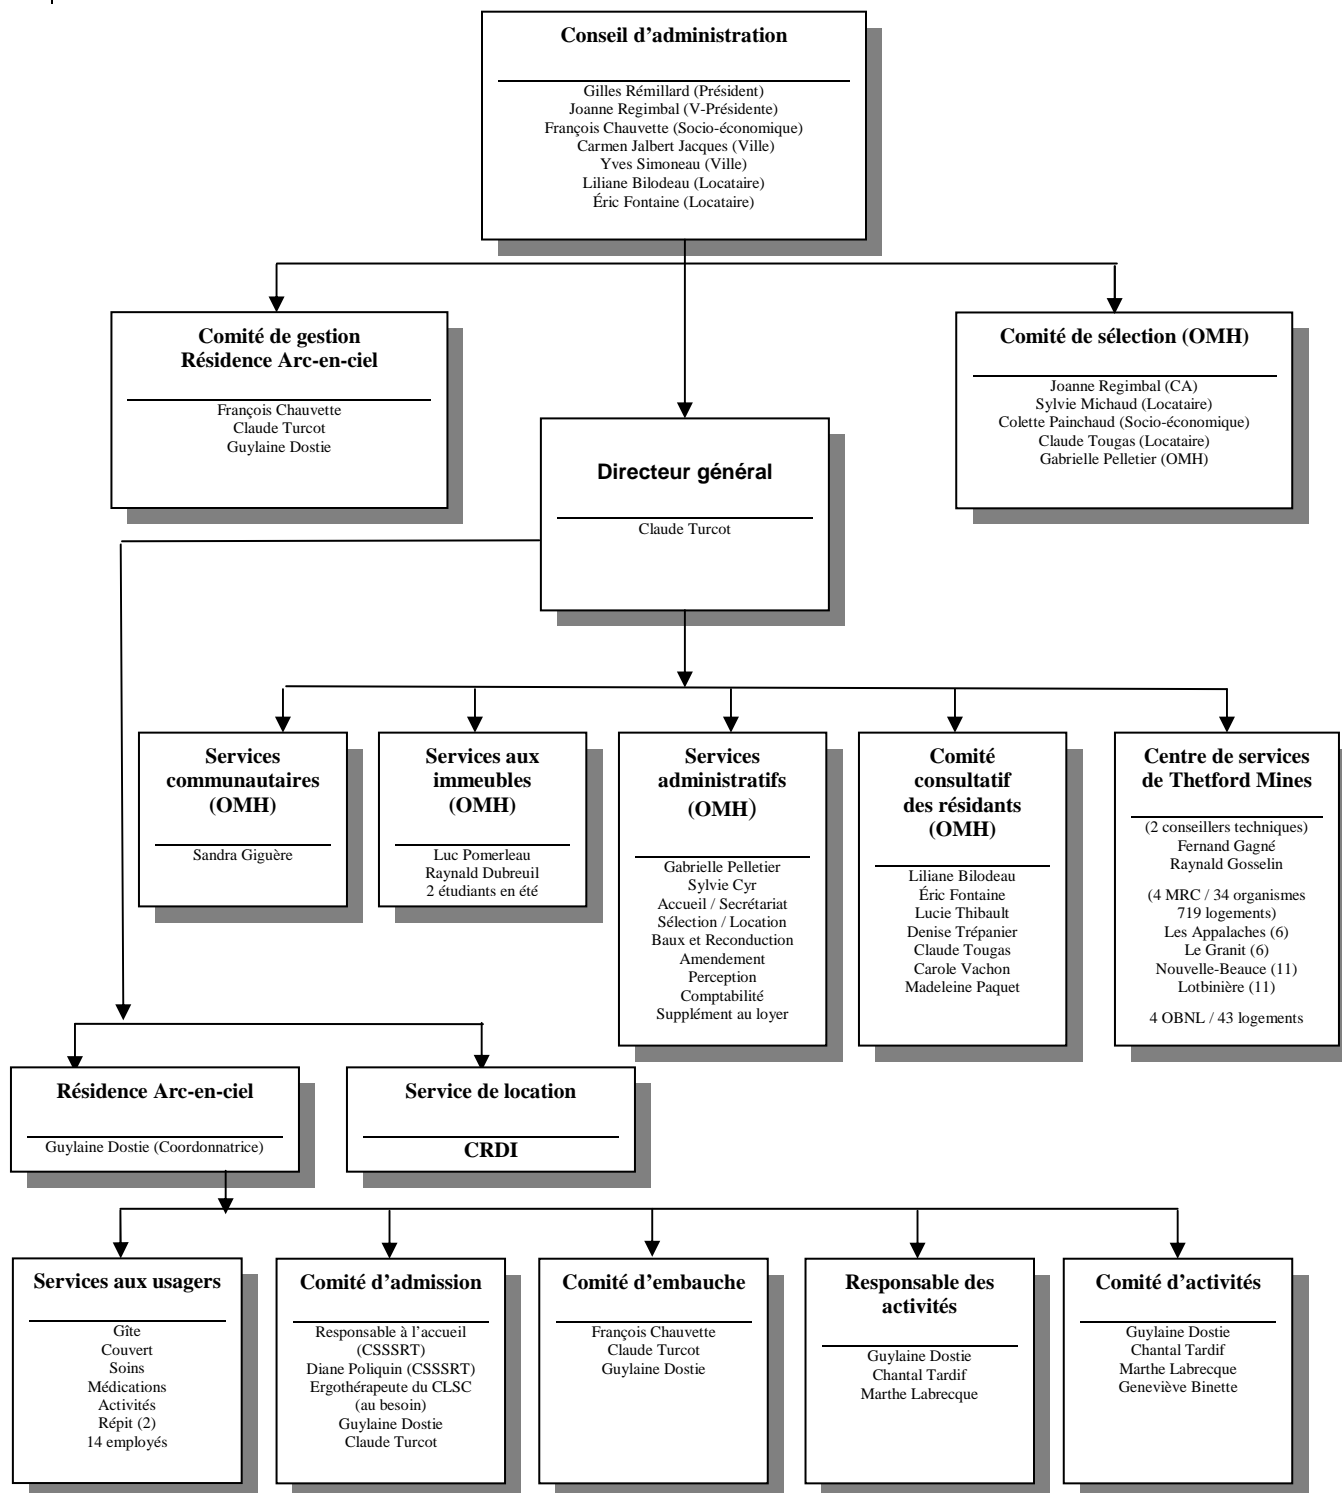 Conseil d'administration
Gilles Rémillard (Président)
Joanne Regimbal (V-Présidente)
François Chauvette (Socio-économique)
Carmen Jalbert Jacques (Ville)
Yves Simoneau (Ville)
Liliane Bilodeau (Locataire)
Éric Fontaine (Locataire)
Comité de gestion
Résidence Arc-en-ciel
François Chauvette
Claude Turcot
Guylaine Dostie
Comité de sélection (OMH)
Joanne Regimbal (CA)
Sylvie Michaud (Locataire)
Colette Painchaud (Socio-économique)
Claude Tougas (Locataire)
Gabrielle Pelletier (OMH)
Directeur général
Claude Turcot
Services
communautaires
(OMH)
Sandra Giguère
Services aux
immeubles
(OMH)
Luc Pomerleau
Raynald Dubreuil
2 étudiants en été
Services
administratifs
(OMH)
Gabrielle Pelletier
Sylvie Cyr
Accueil / Secrétariat
Sélection / Location
Baux et Reconduction
Amendement
Perception
Comptabilité
Supplément au loyer
Comité
consultatif
des résidants
(OMH)
Liliane Bilodeau
Éric Fontaine
Lucie Thibault
Denise Trépanier
Claude Tougas
Carole Vachon
Madeleine Paquet
Centre de services
de Thetford Mines
(2 conseillers techniques)
Fernand Gagné
Raynald Gosselin
(4 MRC / 34 organismes
719 logements)
Les Appalaches (6)
Le Granit (6)
Nouvelle-Beauce (11)
Lotbinière (11)
4 OBNL / 43 logements
Résidence Arc-en-ciel
Guylaine Dostie (Coordonnatrice)
Service de location
CRDI
Services aux usagers
Gîte
Couvert
Soins
Médications
Activités
Répit (2)
14 employés
Comité d'admission
Responsable à l'accueil
(CSSSRT)
Diane Poliquin (CSSSRT)
Ergothérapeute du CLSC
(au besoin)
Guylaine Dostie
Claude Turcot
Comité d'embauche
François Chauvette
Claude Turcot
Guylaine Dostie
Responsable des
activités
Guylaine Dostie
Chantal Tardif
Marthe Labrecque
Comité d'activités
Guylaine Dostie
Chantal Tardif
Marthe Labrecque
Geneviève Binette